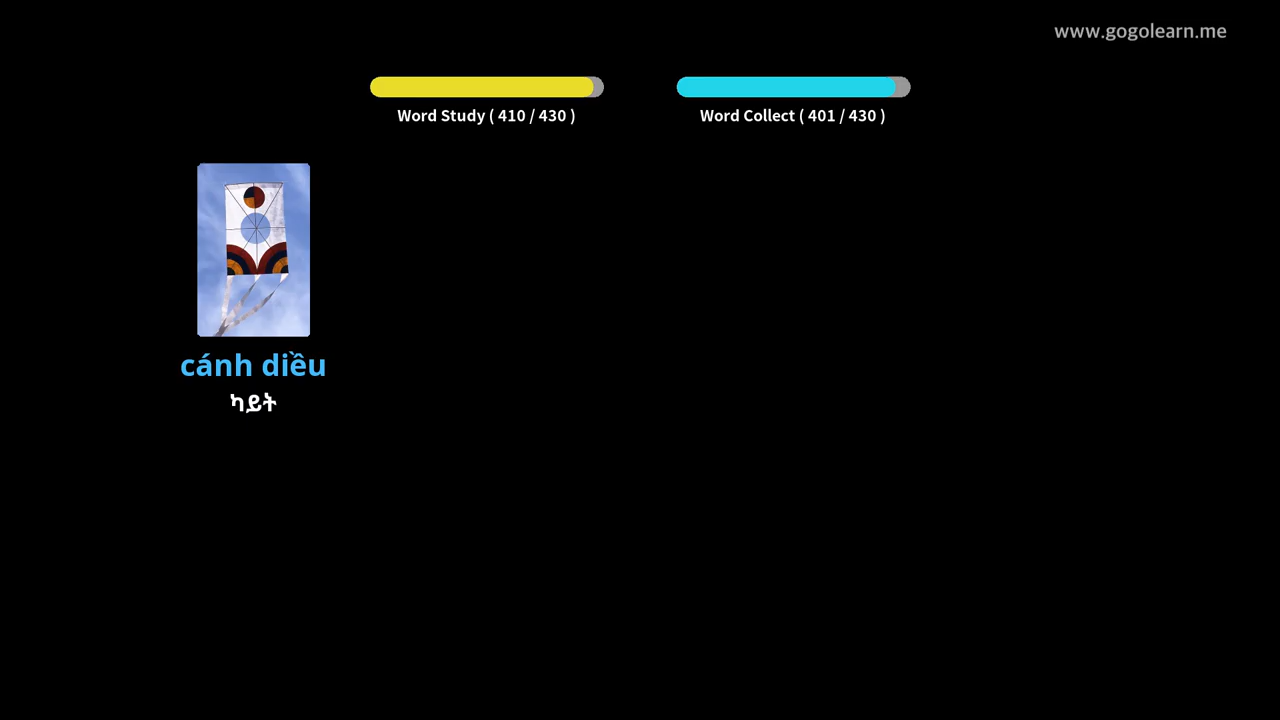 www.gogolearn.me
Word Study ( 410 / 430 )
Word Collect ( 401 / 430 )
cánh diều
ካይት